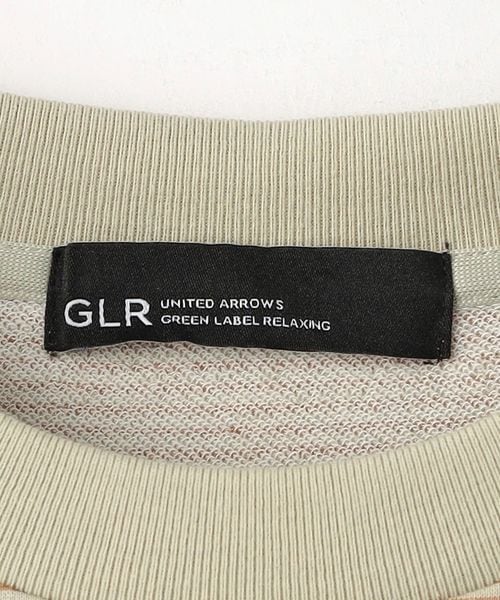 GLR
UNITED ARROWS
GREEN LABEL RELAXING